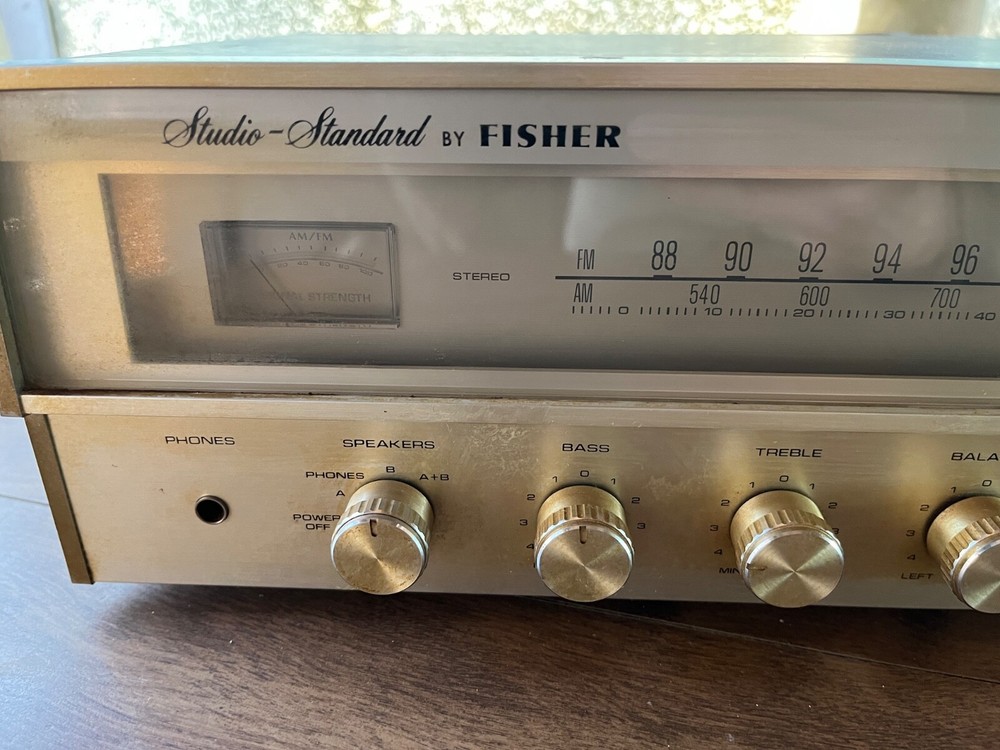 Studio-Standard BY FISHER
AM/FM
STRENGTH
STEREO
FM 88 90 92 94 96
AM 540 600 700
0 10 20 30 40
PHONES
SPEAKERS
POWER OFF
A
PHONES
B
A+B
BASS
4 3 2 1 0 1 2 3
TREBLE
MIN 4 3 2 1 0 1 2 3
BALA
LEFT 4 3 2 1 0